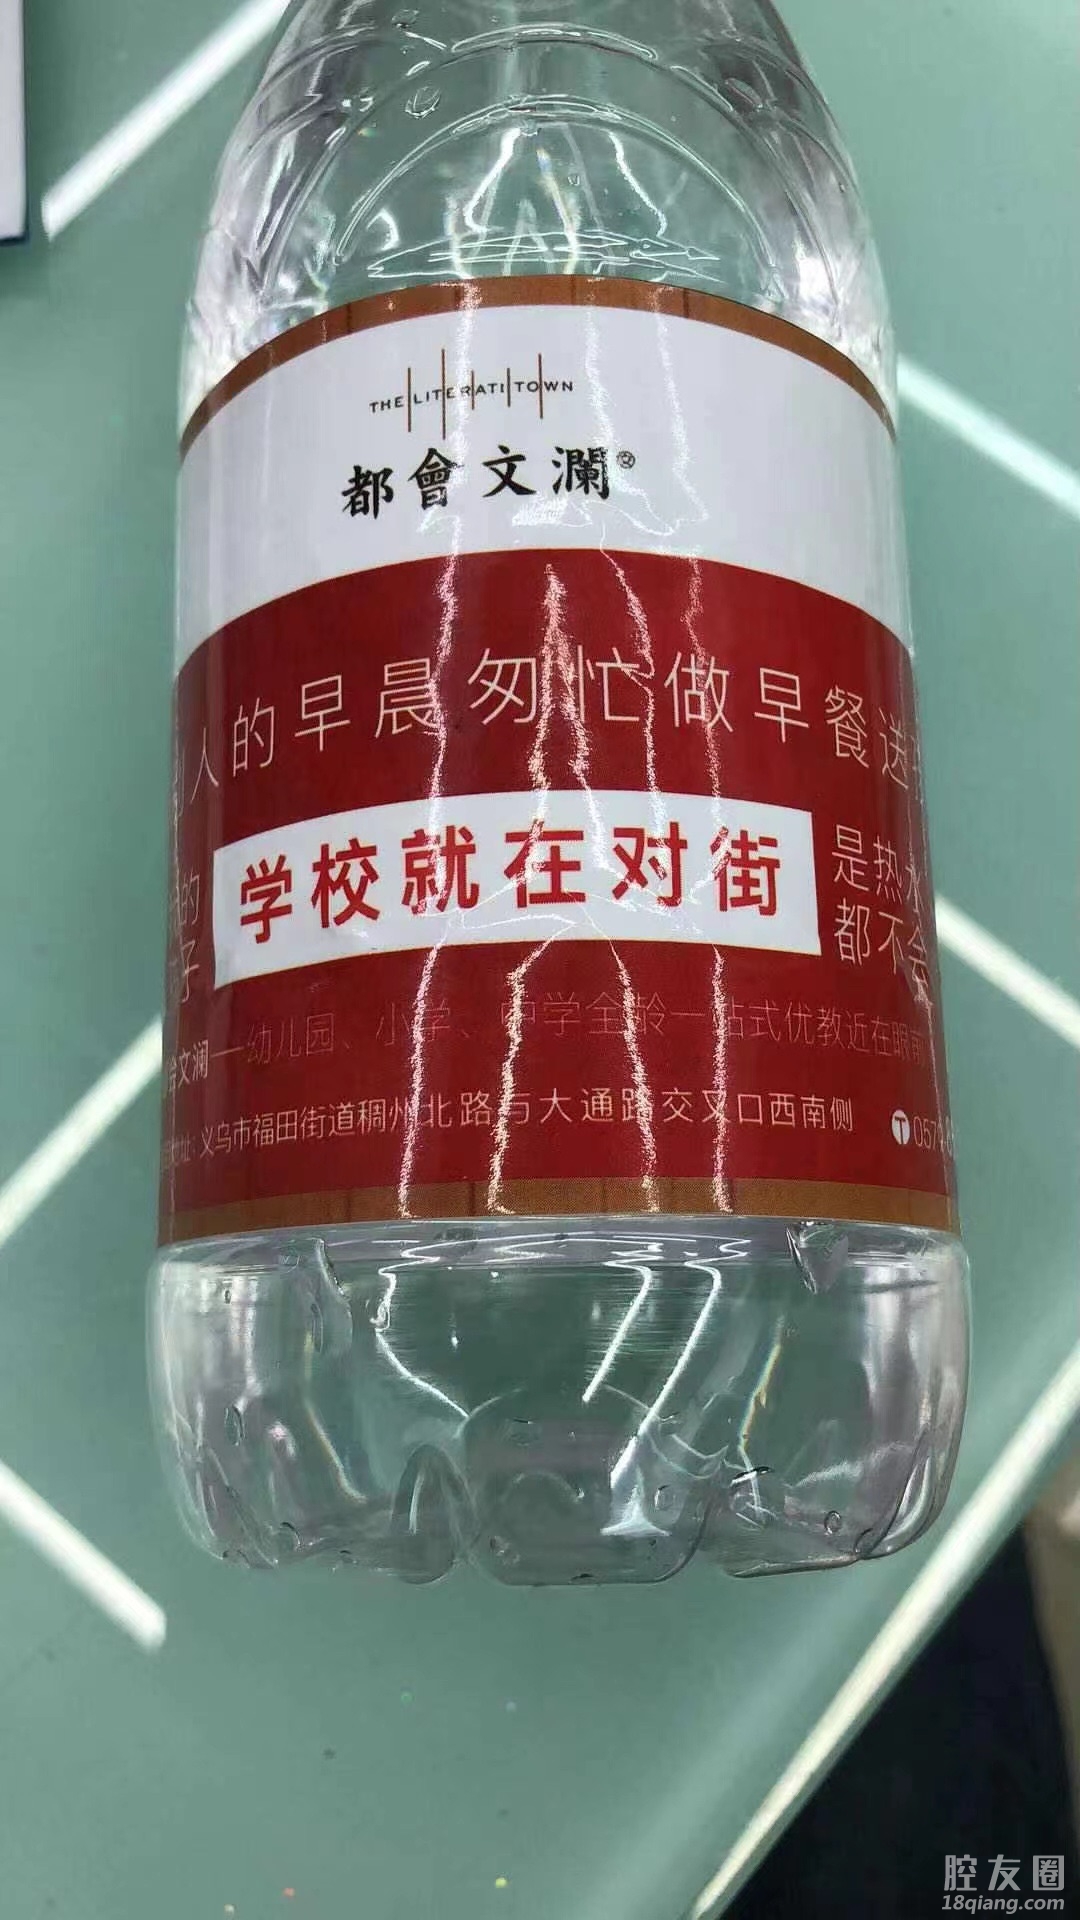 THE LITERATI TOWN
都會文瀾
人的早晨匆忙做早餐送
的
学校就在对街
是热水
都不会
文澜——幼儿园、小学、中学全龄一站式优教近在眼前
地址：义乌市福田街道稠州北路与大通路交叉口西南侧
腔友圈
18qiang.com